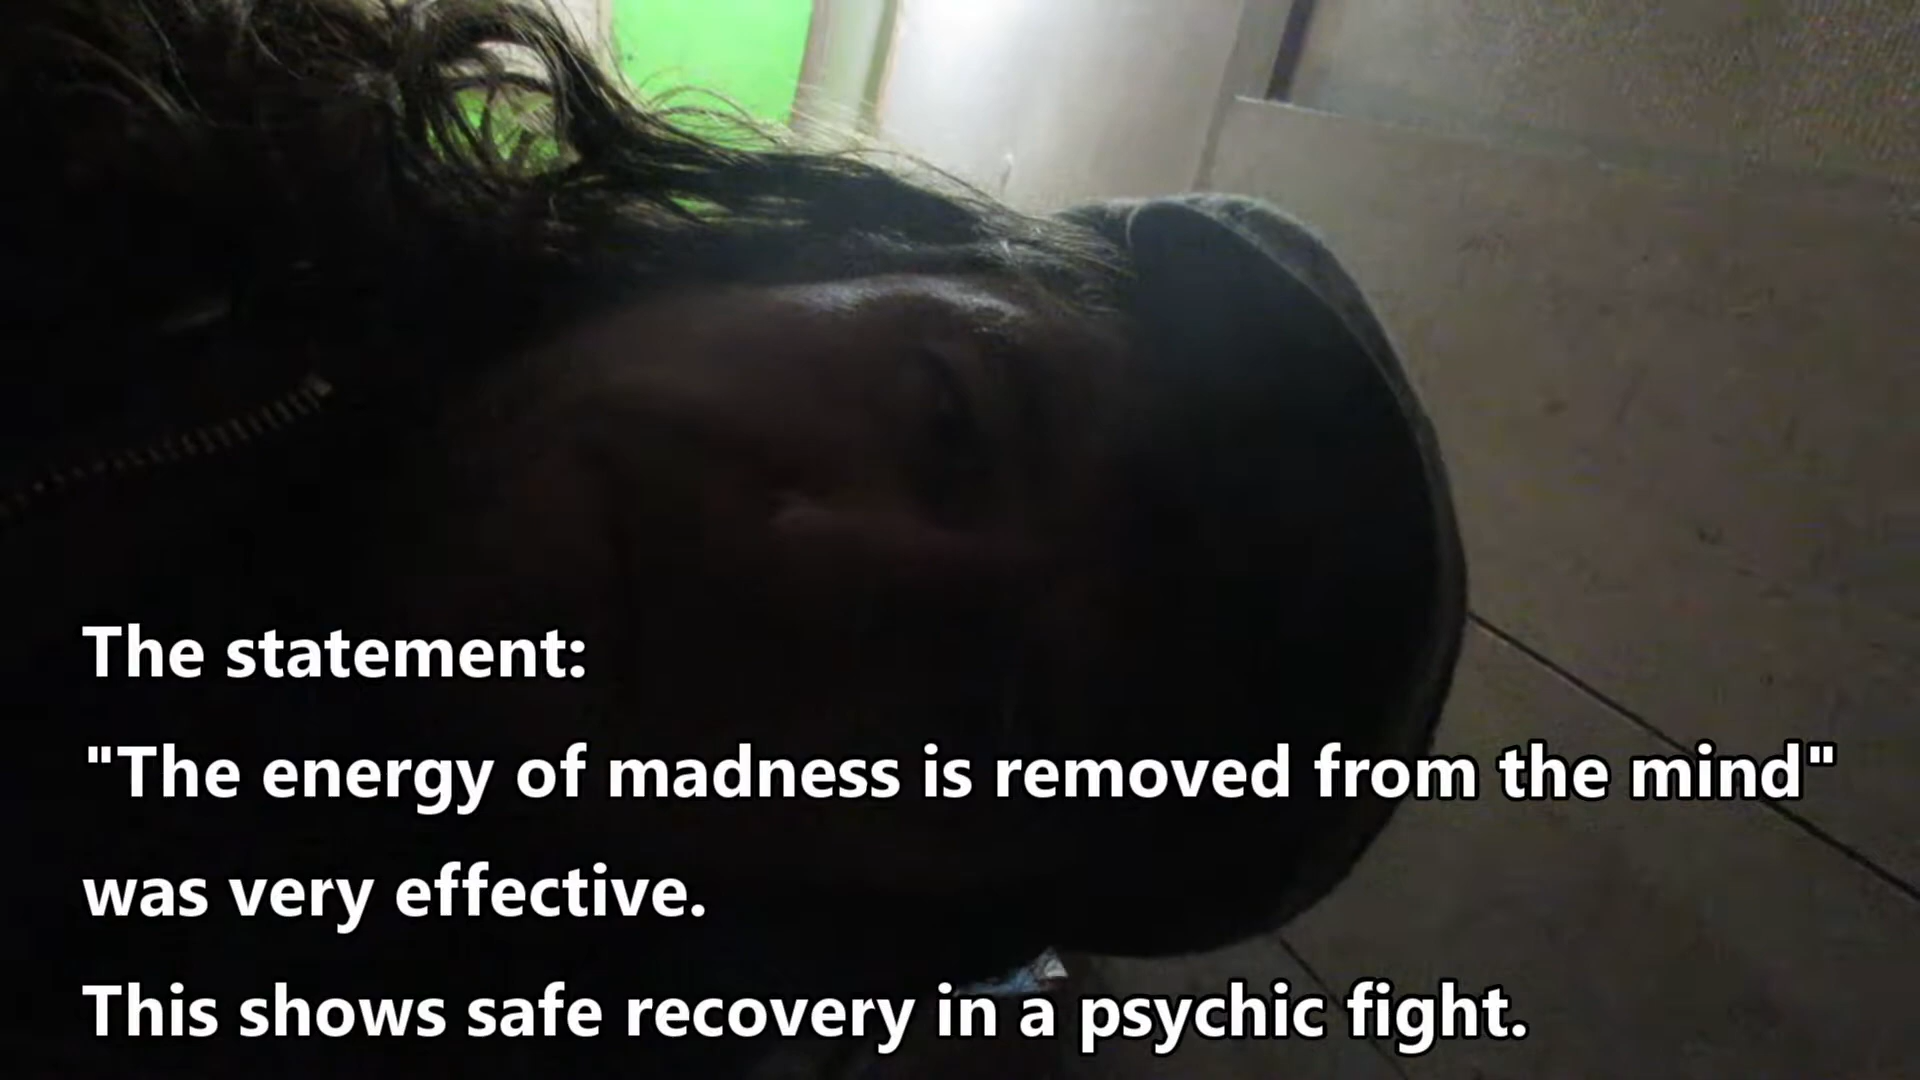 The statement:
"The energy of madness is removed from the mind"
was very effective.
This shows safe recovery in a psychic fight.